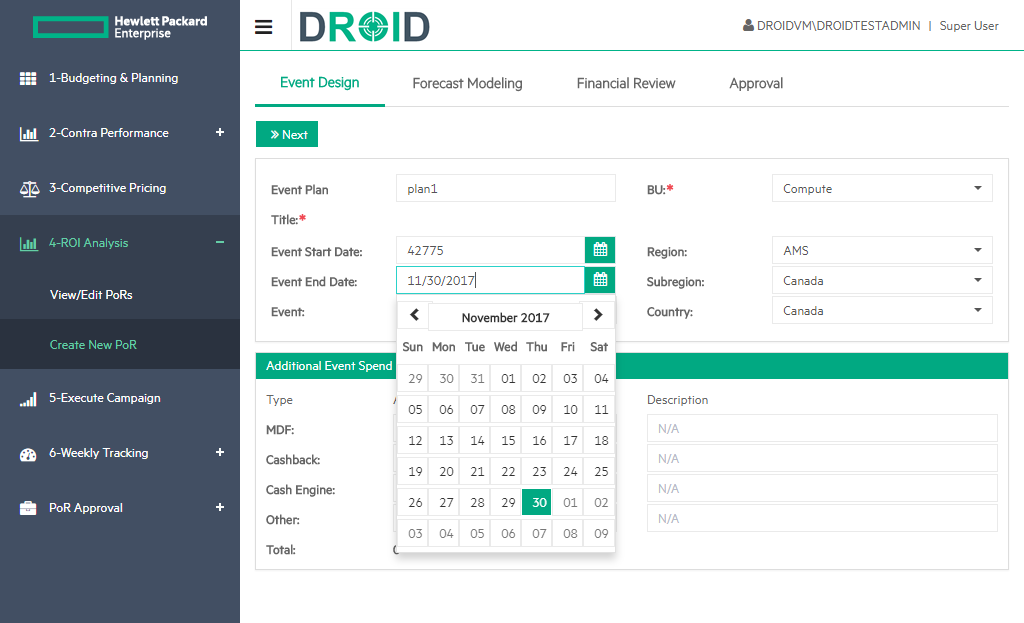 Hewlett Packard
Enterprise
DROID
DROIDVM\DROIDTESTADMIN | Super User
1-Budgeting & Planning
2-Contra Performance +
3-Competitive Pricing
4-ROI Analysis −
View/Edit PoRs
Create New PoR
5-Execute Campaign
6-Weekly Tracking +
PoR Approval +
Event Design Forecast Modeling Financial Review Approval
» Next
Event Plan Title:* plan1 BU:* Compute
Event Start Date: 42775 Region: AMS
Event End Date: 11/30/2017 Subregion: Canada
Event: Country: Canada
November 2017
Sun Mon Tue Wed Thu Fri Sat
29 30 31 01 02 03 04
05 06 07 08 09 10 11
12 13 14 15 16 17 18
19 20 21 22 23 24 25
26 27 28 29 30 01 02
03 04 05 06 07 08 09
Additional Event Spend
Type Description
MDF: N/A
Cashback: N/A
Cash Engine: N/A
Other: N/A
Total: